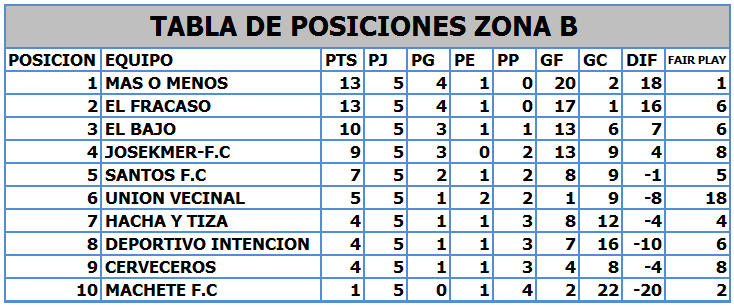 TABLA DE POSICIONES ZONA B
POSICION EQUIPO PTS PJ PG PE PP GF GC DIF FAIR PLAY
1 MAS O MENOS 13 5 4 1 0 20 2 18 1
2 EL FRACASO 13 5 4 1 0 17 1 16 6
3 EL BAJO 10 5 3 1 1 13 6 7 6
4 JOSEKMER-F.C 9 5 3 0 2 13 9 4 8
5 SANTOS F.C 7 5 2 1 2 8 9 -1 5
6 UNION VECINAL 5 5 1 2 2 1 9 -8 18
7 HACHA Y TIZA 4 5 1 1 3 8 12 -4 4
8 DEPORTIVO INTENCION 4 5 1 1 3 7 16 -10 6
9 CERVECEROS 4 5 1 1 3 4 8 -4 8
10 MACHETE F.C 1 5 0 1 4 2 22 -20 2